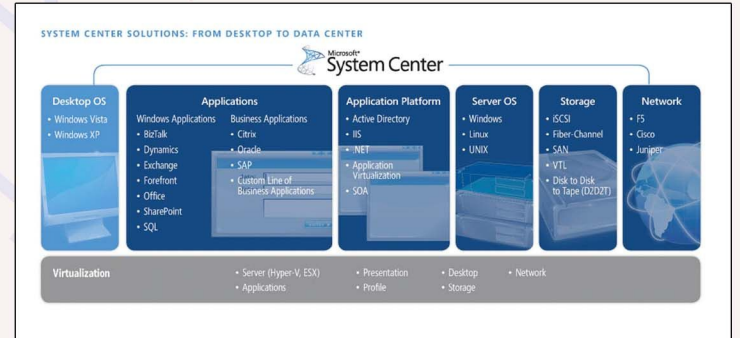 SYSTEM CENTER SOLUTIONS: FROM DESKTOP TO DATA CENTER
Microsoft®
System Center
Desktop OS
• Windows Vista
• Windows XP
Applications
Windows Applications
• BizTalk
• Dynamics
• Exchange
• Forefront
• Office
• SharePoint
• SQL
Business Applications
• Citrix
• Oracle
• SAP
• Custom Line of
Business Applications
Application Platform
• Active Directory
• IIS
• .NET
• Application
Virtualization
• SOA
Server OS
• Windows
• Linux
• UNIX
Storage
• iSCSI
• Fiber-Channel
• SAN
• VTL
• Disk to Disk
to Tape (D2D2T)
Network
• F5
• Cisco
• Juniper
Virtualization
• Server (Hyper-V, ESX)
• Applications
• Presentation
• Profile
• Desktop
• Storage
• Network